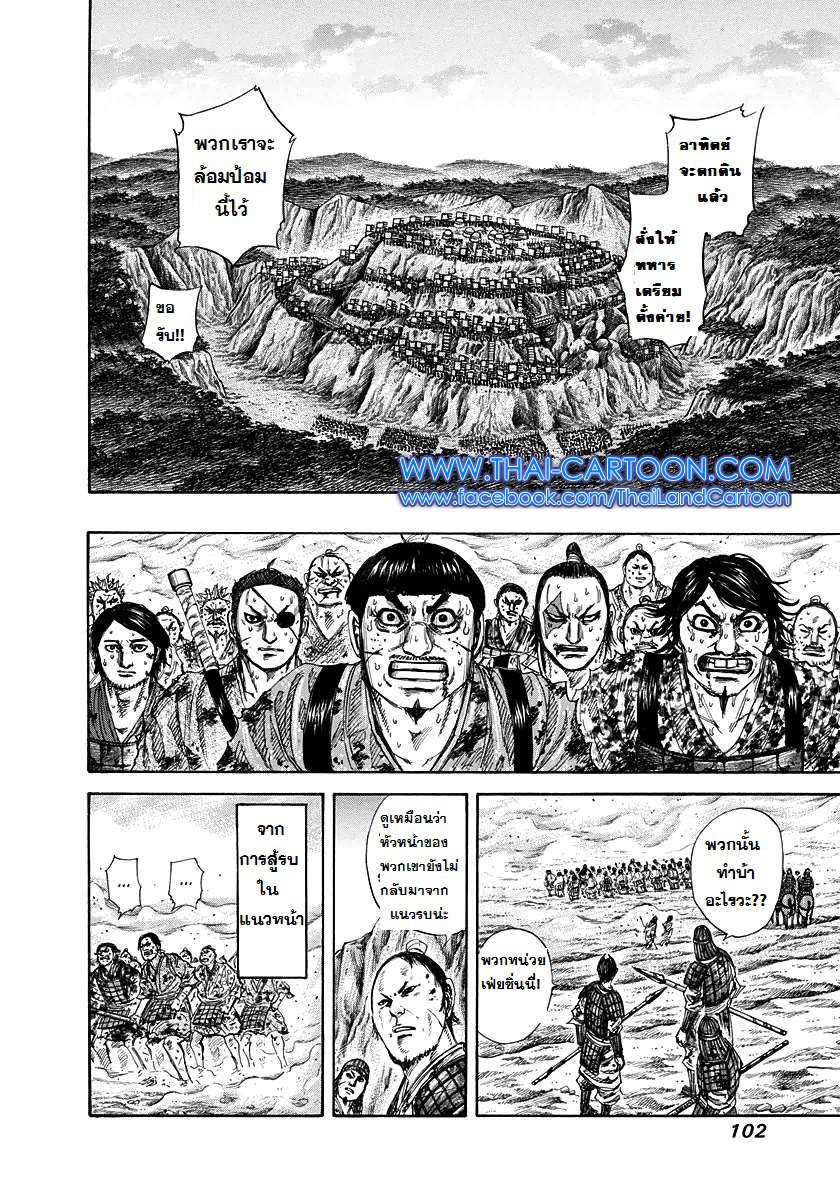 อาทิตย์
จะตกดิน
แล้ว
สั่งให้
ทหาร
เตรียม
ตั้งค่าย!
พวกเราจะ
ล้อมป้อม
นี้ไว้
ขอ
รับ!!
WWW.THAI-CARTOON.COM
www.facebook.com/ThaiLandCartoon
พวกนั้น
ทำบ้า
อะไรวะ??
พวกหน่วย
เฟยซิ่นนี่!
ดูเหมือนว่า
หัวหน้าของ
พวกเขายังไม่
กลับมาจาก
แนวรบน่ะ
จาก
การสู้รบ
ใน
แนวหน้า
...
...
102